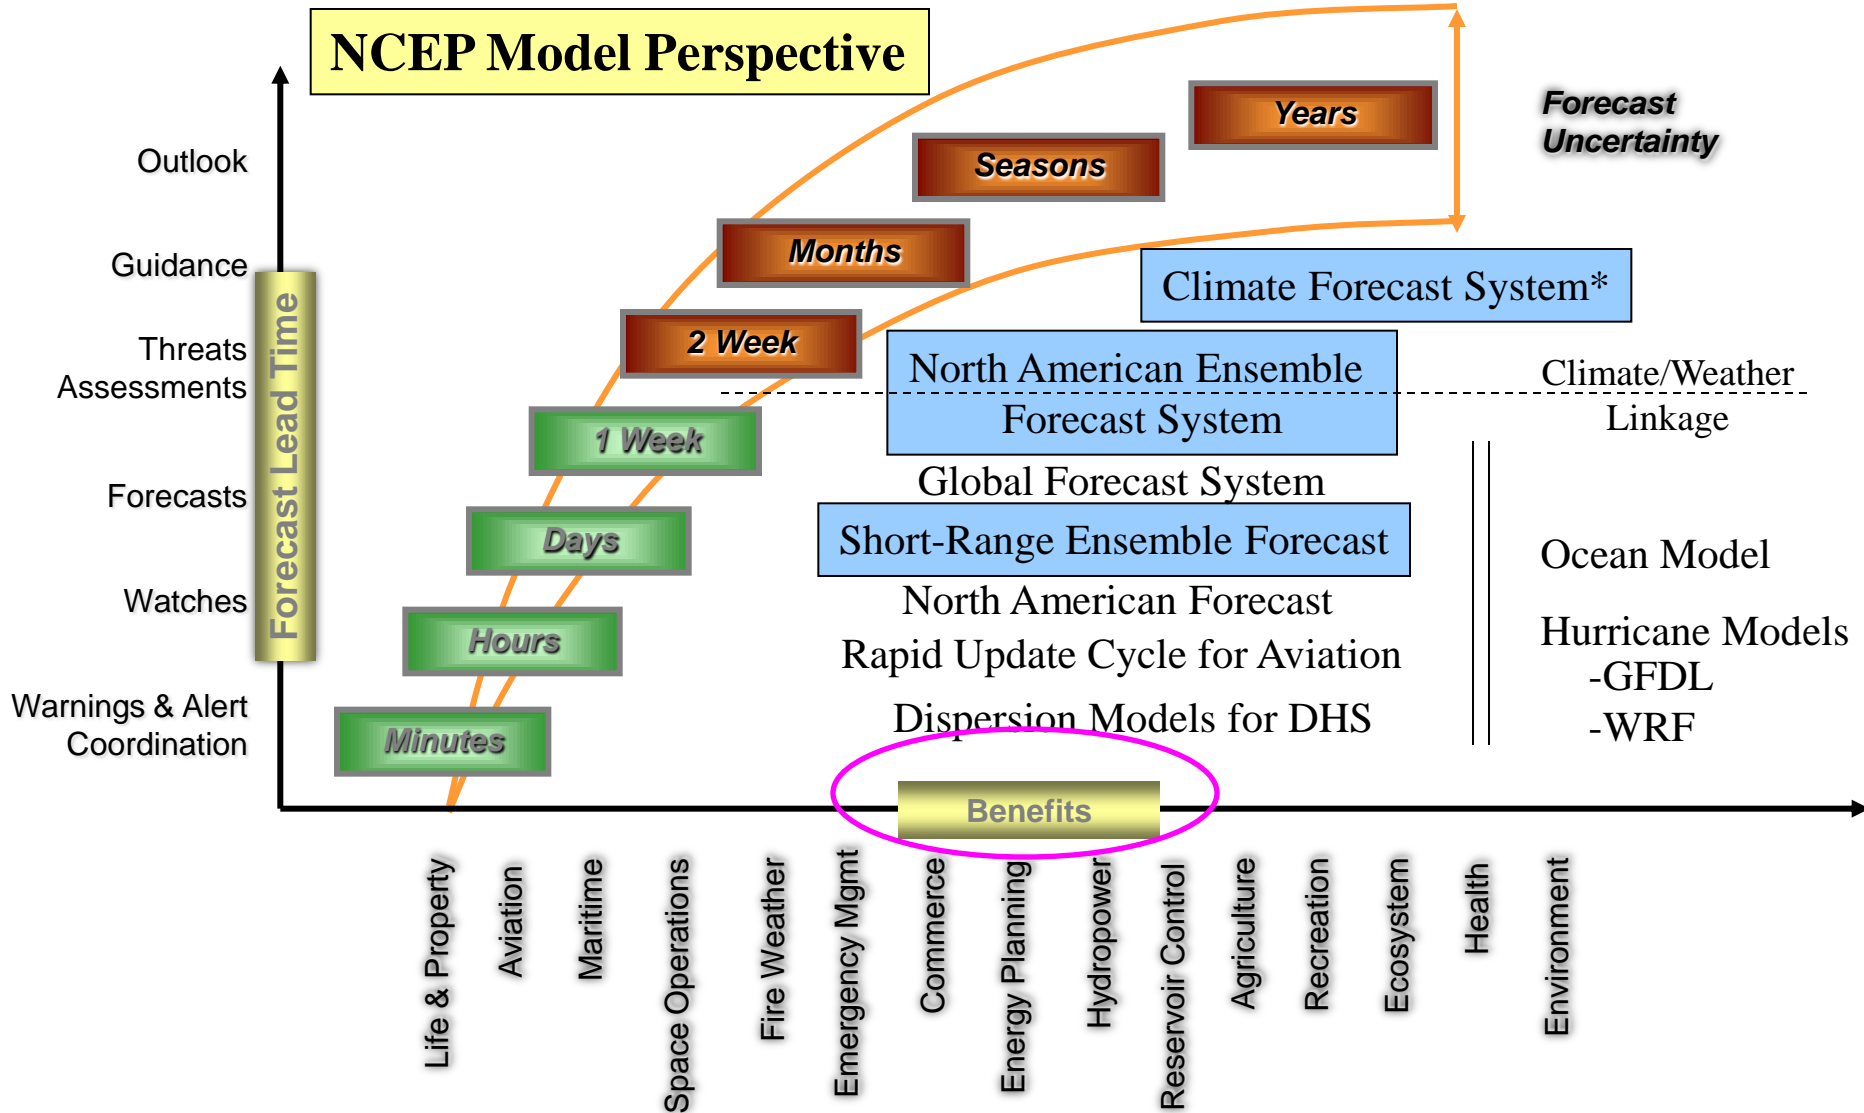 NCEP Model Perspective
Years
Forecast
Uncertainty
Outlook
Seasons
Months
Guidance
Climate Forecast System*
Forecast Lead Time
2 Week
Threats
Assessments
North American Ensemble
Forecast System
Climate/Weather
Linkage
1 Week
Global Forecast System
Forecasts
Days
Short-Range Ensemble Forecast
Ocean Model
Watches
North American Forecast
Hours
Rapid Update Cycle for Aviation
Hurricane Models
-GFDL
-WRF
Warnings & Alert
Coordination
Minutes
Dispersion Models for DHS
Benefits
Life & Property
Aviation
Maritime
Space Operations
Fire Weather
Emergency Mgmt
Commerce
Energy Planning
Hydropower
Reservoir Control
Agriculture
Recreation
Ecosystem
Health
Environment